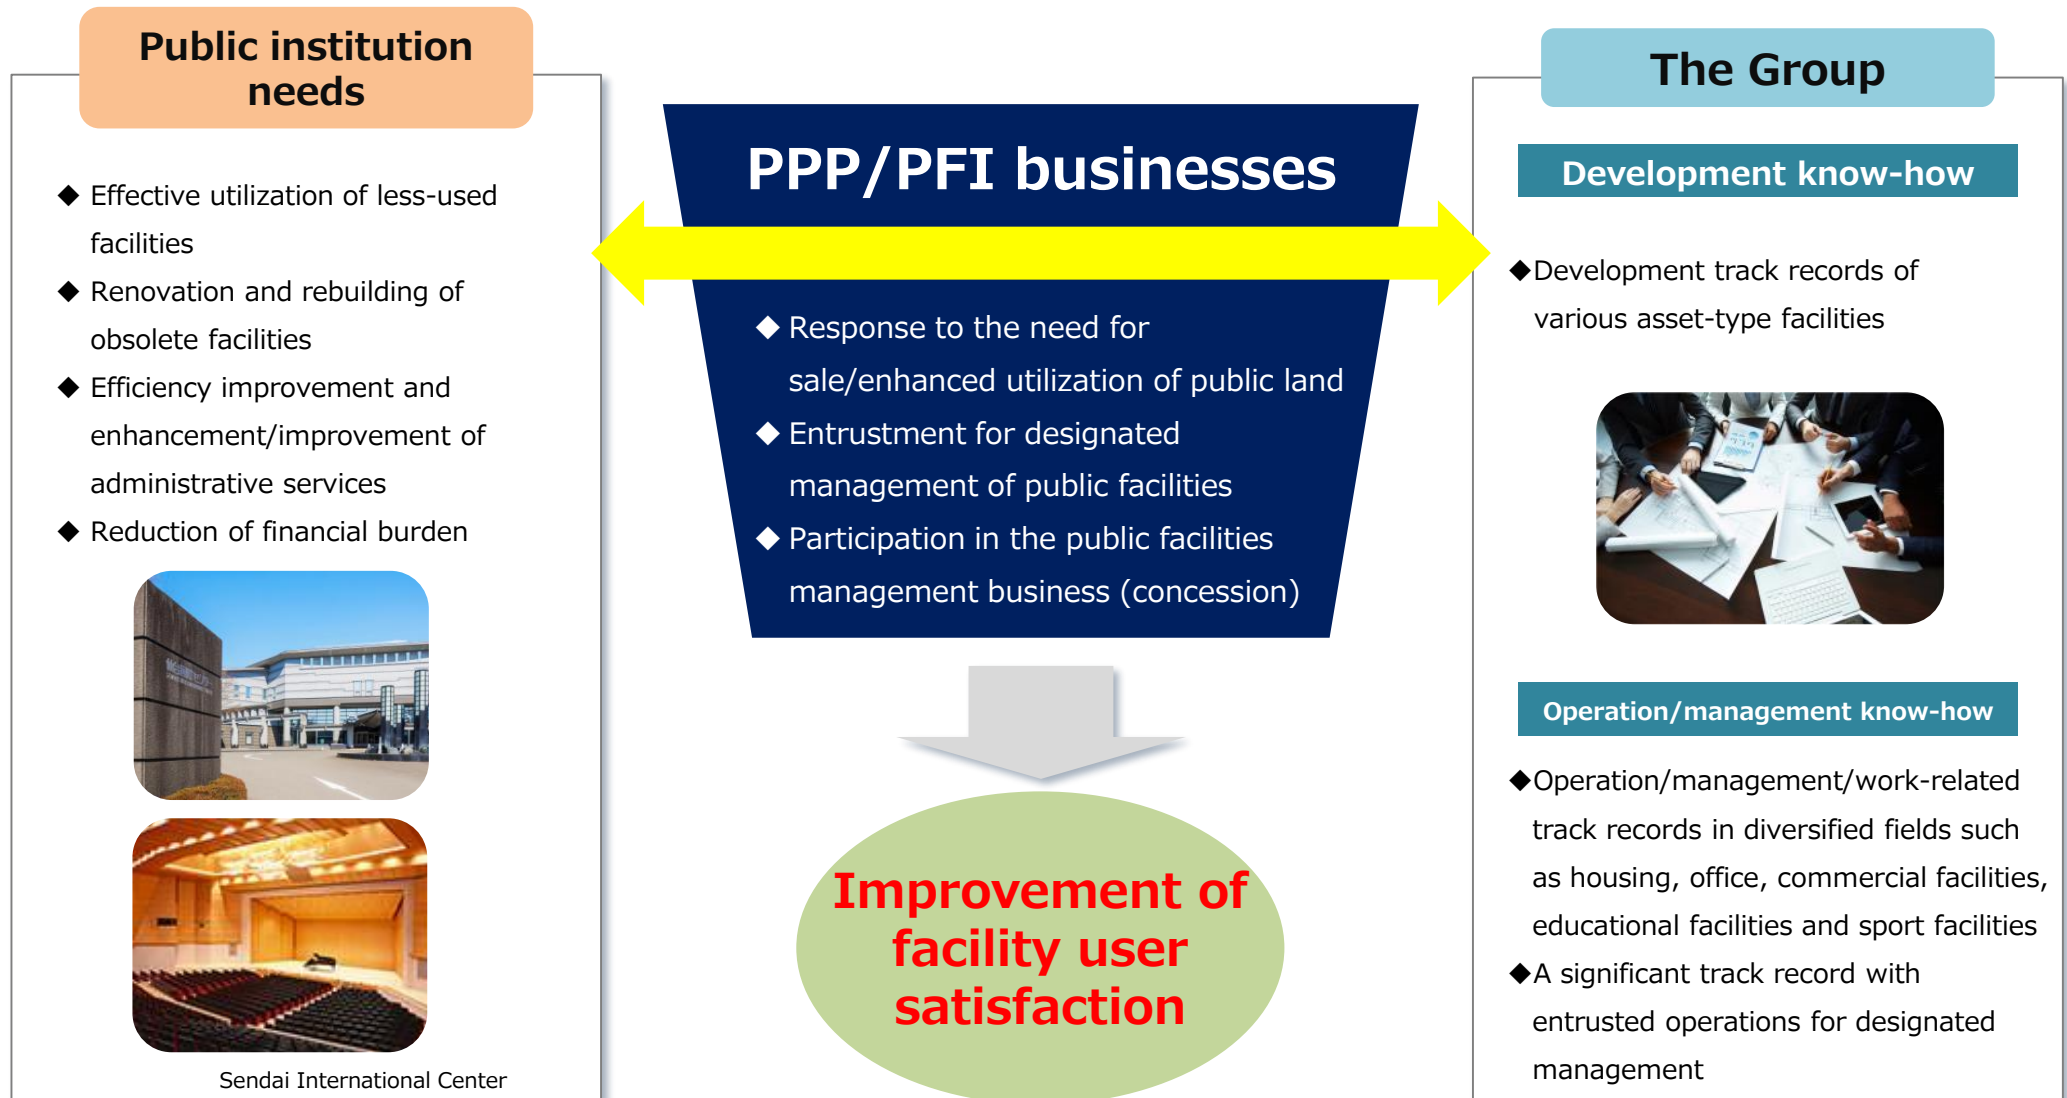 Public institution
needs
◆ Effective utilization of less-used
facilities
◆ Renovation and rebuilding of
obsolete facilities
◆ Efficiency improvement and
enhancement/improvement of
administrative services
◆ Reduction of financial burden
Sendai International Center
PPP/PFI businesses
◆ Response to the need for
sale/enhanced utilization of public land
◆ Entrustment for designated
management of public facilities
◆ Participation in the public facilities
management business (concession)
Improvement of
facility user
satisfaction
The Group
Development know-how
◆Development track records of
various asset-type facilities
Operation/management know-how
◆Operation/management/work-related
track records in diversified fields such
as housing, office, commercial facilities,
educational facilities and sport facilities
◆A significant track record with
entrusted operations for designated
management